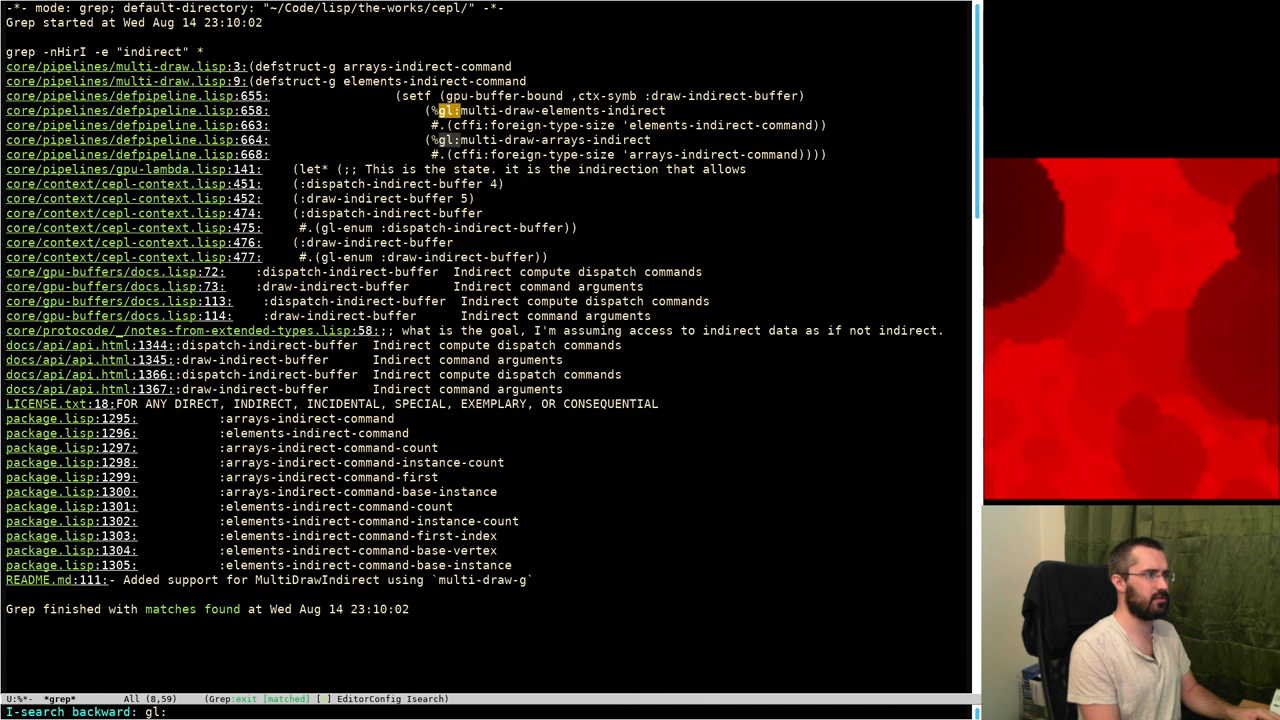 -*- mode: grep; default-directory: "~/Code/lisp/the-works/cepl/" -*-
Grep started at Wed Aug 14 23:10:02
grep -nHirI -e "indirect" *
core/pipelines/multi-draw.lisp:3:(defstruct-g arrays-indirect-command
core/pipelines/multi-draw.lisp:9:(defstruct-g elements-indirect-command
core/pipelines/defpipeline.lisp:655: (setf (gpu-buffer-bound ,ctx-symb :draw-indirect-buffer)
core/pipelines/defpipeline.lisp:658: (%gl:multi-draw-elements-indirect
core/pipelines/defpipeline.lisp:663: #.(cffi:foreign-type-size 'elements-indirect-command))
core/pipelines/defpipeline.lisp:664: (%gl:multi-draw-arrays-indirect
core/pipelines/defpipeline.lisp:668: #.(cffi:foreign-type-size 'arrays-indirect-command))))
core/pipelines/gpu-lambda.lisp:141: (let* (;; This is the state. it is the indirection that allows
core/context/cepl-context.lisp:451: (:dispatch-indirect-buffer 4)
core/context/cepl-context.lisp:452: (:draw-indirect-buffer 5)
core/context/cepl-context.lisp:474: (:dispatch-indirect-buffer
core/context/cepl-context.lisp:475: #.(gl-enum :dispatch-indirect-buffer))
core/context/cepl-context.lisp:476: (:draw-indirect-buffer
core/context/cepl-context.lisp:477: #.(gl-enum :draw-indirect-buffer))
core/gpu-buffers/docs.lisp:72: :dispatch-indirect-buffer Indirect compute dispatch commands
core/gpu-buffers/docs.lisp:73: :draw-indirect-buffer Indirect command arguments
core/gpu-buffers/docs.lisp:113: :dispatch-indirect-buffer Indirect compute dispatch commands
core/gpu-buffers/docs.lisp:114: :draw-indirect-buffer Indirect command arguments
core/protocode/_/notes-from-extended-types.lisp:58:;; what is the goal, I'm assuming access to indirect data as if not indirect.
docs/api/api.html:1344::dispatch-indirect-buffer Indirect compute dispatch commands
docs/api/api.html:1345::draw-indirect-buffer Indirect command arguments
docs/api/api.html:1366::dispatch-indirect-buffer Indirect compute dispatch commands
docs/api/api.html:1367::draw-indirect-buffer Indirect command arguments
LICENSE.txt:18:FOR ANY DIRECT, INDIRECT, INCIDENTAL, SPECIAL, EXEMPLARY, OR CONSEQUENTIAL
package.lisp:1295: :arrays-indirect-command
package.lisp:1296: :elements-indirect-command
package.lisp:1297: :arrays-indirect-command-count
package.lisp:1298: :arrays-indirect-command-instance-count
package.lisp:1299: :arrays-indirect-command-first
package.lisp:1300: :arrays-indirect-command-base-instance
package.lisp:1301: :elements-indirect-command-count
package.lisp:1302: :elements-indirect-command-instance-count
package.lisp:1303: :elements-indirect-command-first-index
package.lisp:1304: :elements-indirect-command-base-vertex
package.lisp:1305: :elements-indirect-command-base-instance
README.md:111:- Added support for MultiDrawIndirect using `multi-draw-g`
Grep finished with matches found at Wed Aug 14 23:10:02
U:%*- *grep* All (8,59) (Grep:exit [matched] [ ] EditorConfig Isearch)
I-search backward: gl: